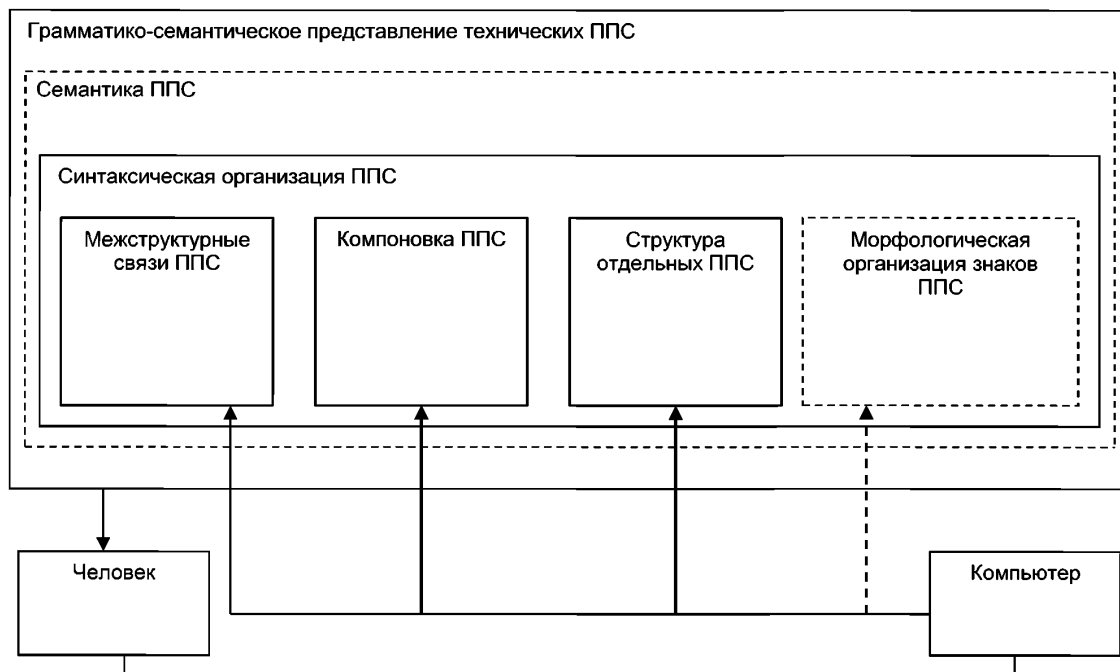 Грамматико-семантическое представление технических ППС
Семантика ППС
Синтаксическая организация ППС
Межструктурные
связи ППС
Компоновка ППС
Структура
отдельных ППС
Морфологическая
организация знаков
ППС
Человек
Компьютер